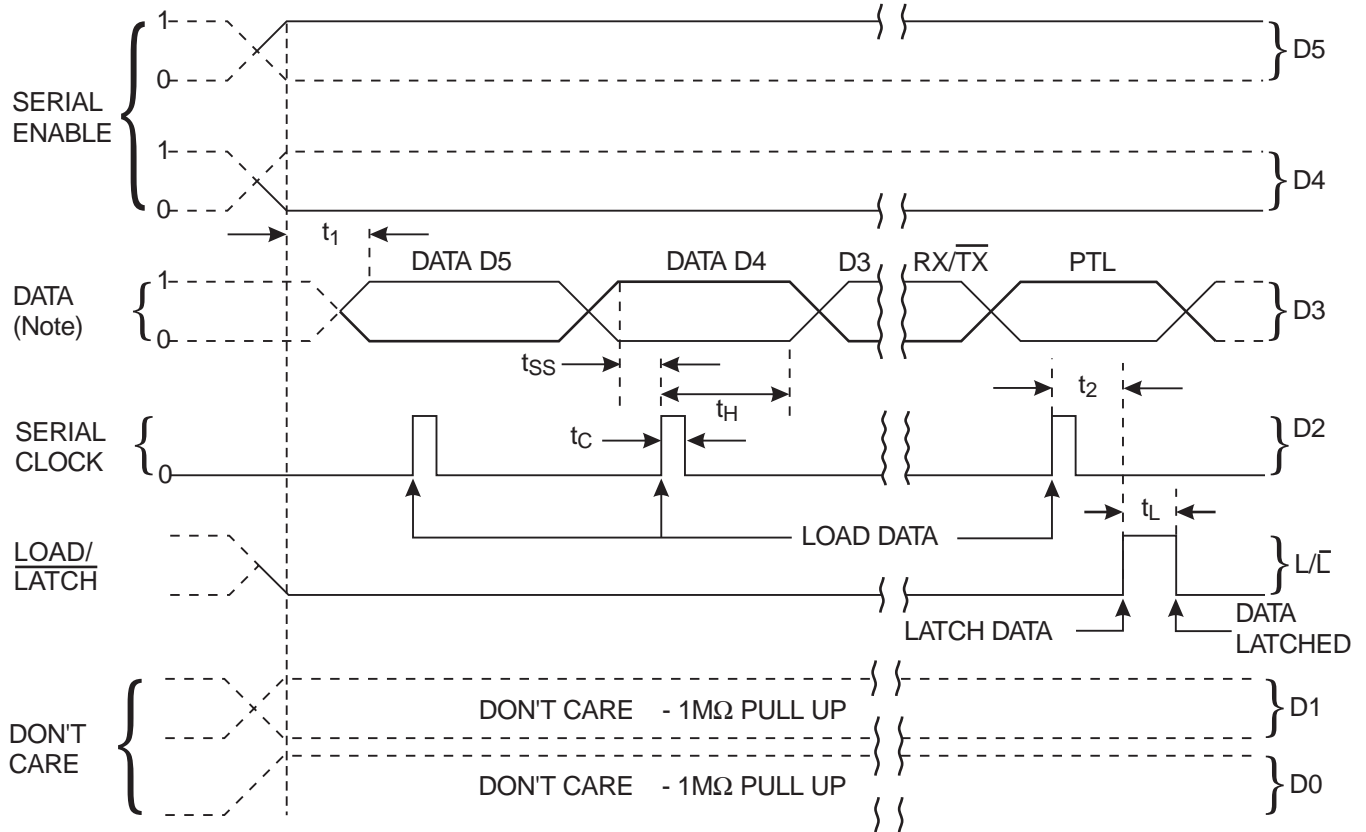 1
0
SERIAL
ENABLE
D5
1
0
D4
t1
DATA D5
DATA D4
D3
RX/T̅X̅
PTL
DATA
(Note)
1
0
D3
tSS
tH
t2
SERIAL
CLOCK
0
tC
D2
tL
LOAD DATA
LOAD/
L̅A̅T̅C̅H̅
L/L̅
LATCH DATA
DATA
LATCHED
DON'T
CARE
DON'T CARE - 1MΩ PULL UP
D1
DON'T CARE - 1MΩ PULL UP
D0